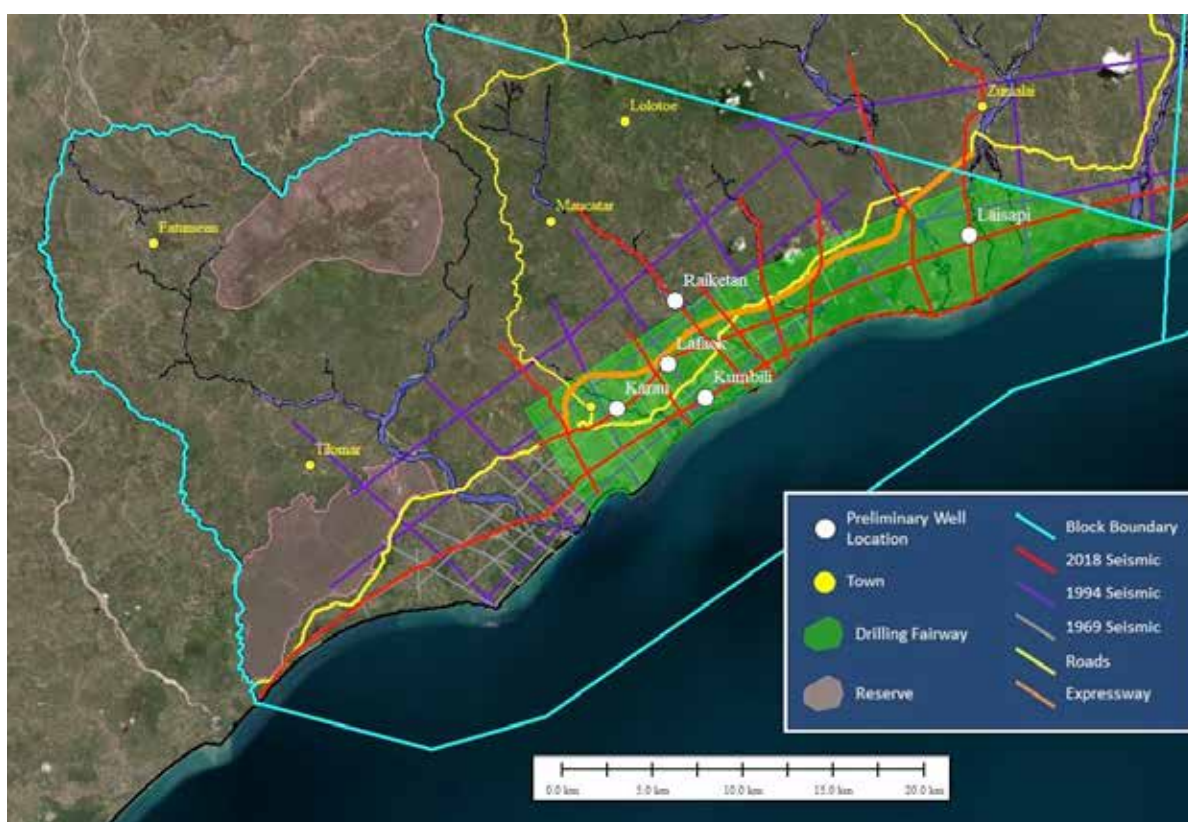 Zumalai
Lolotoe
Maucatar
Laisapi
Fatumean
Raiketan
Lafaek
Kumbili
Karau
Tilomar
Preliminary Well
Location
Town
Drilling Fairway
Reserve
Block Boundary
2018 Seismic
1994 Seismic
1969 Seismic
Roads
Expressway
0.0 km
5.0 km
10.0 km
15.0 km
20.0 km